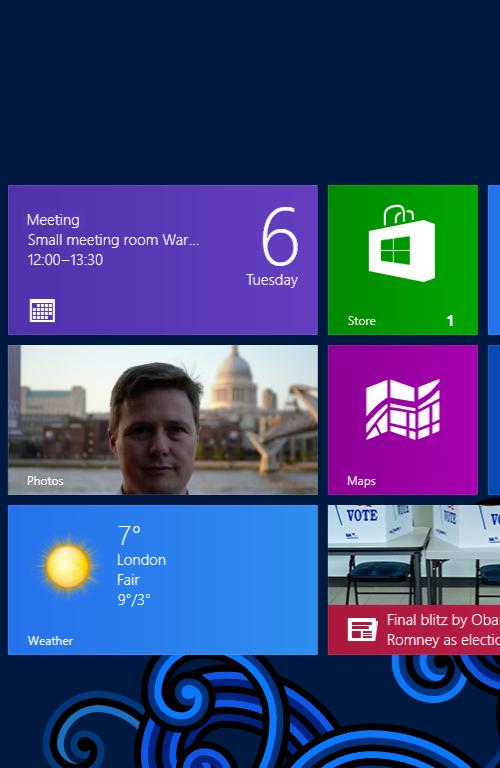 Meeting
Small meeting room War...
12:00–13:30
6
Tuesday
Store
1
Photos
Maps
7°
London
Fair
9°/3°
Weather
VOTE
VOTE
Final blitz by Oba
Romney as electio